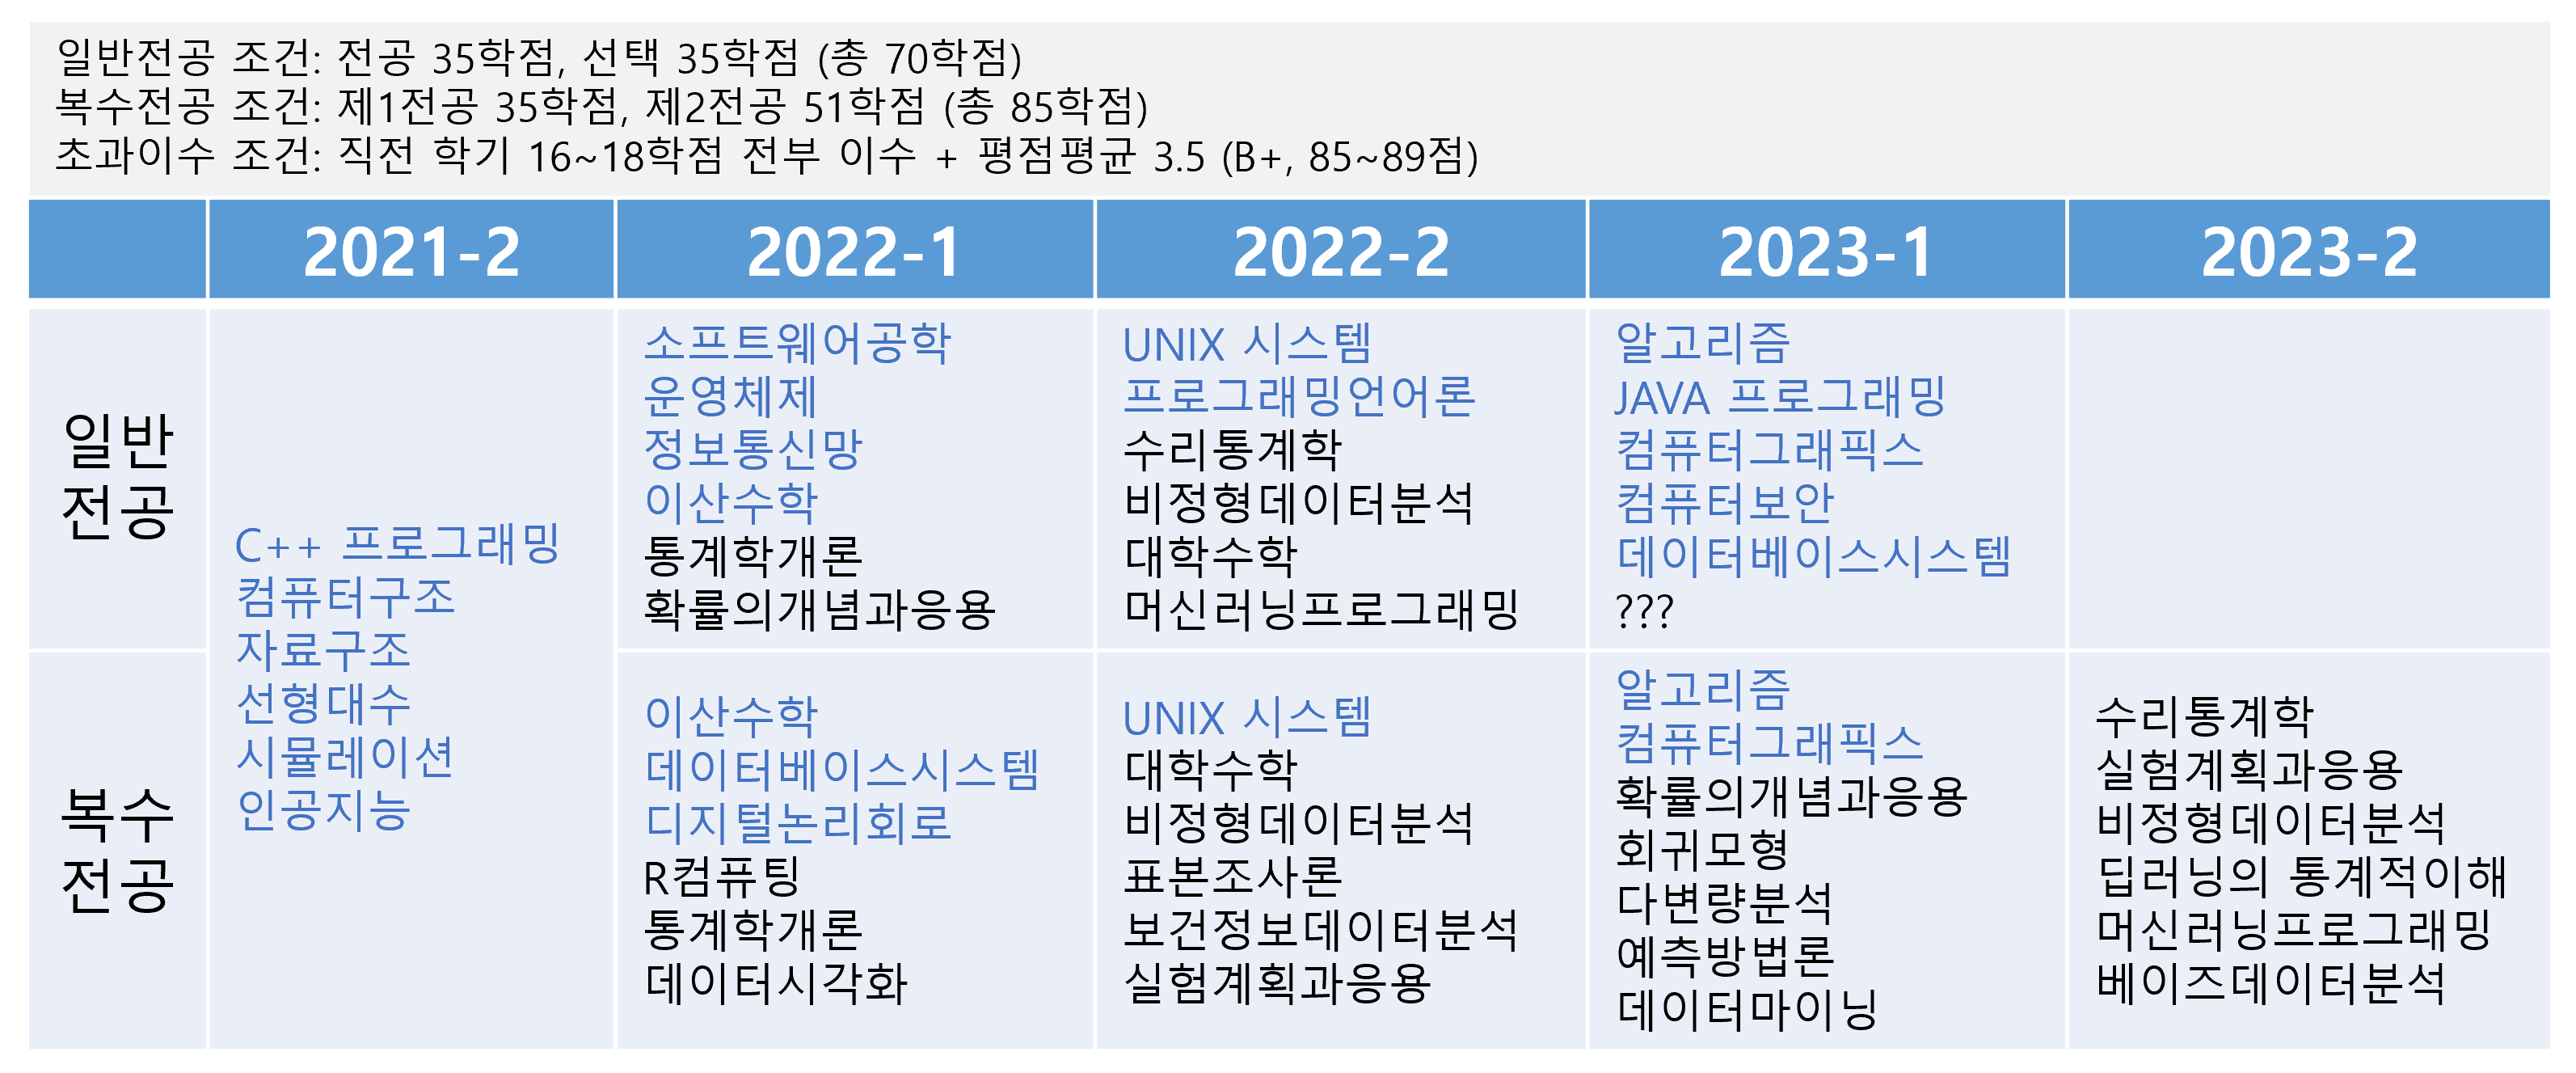 일반전공 조건: 전공 35학점, 선택 35학점 (총 70학점)
복수전공 조건: 제1전공 35학점, 제2전공 51학점 (총 85학점)
초과이수 조건: 직전 학기 16~18학점 전부 이수 + 평점평균 3.5 (B+, 85~89점)
2021-2
2022-1
2022-2
2023-1
2023-2
일반
전공
C++ 프로그래밍
컴퓨터구조
자료구조
선형대수
시뮬레이션
인공지능
소프트웨어공학
운영체제
정보통신망
이산수학
통계학개론
확률의개념과응용
UNIX 시스템
프로그래밍언어론
수리통계학
비정형데이터분석
대학수학
머신러닝프로그래밍
알고리즘
JAVA 프로그래밍
컴퓨터그래픽스
컴퓨터보안
데이터베이스시스템
???
복수
전공
이산수학
데이터베이스시스템
디지털논리회로
R컴퓨팅
통계학개론
데이터시각화
UNIX 시스템
대학수학
비정형데이터분석
표본조사론
보건정보데이터분석
실험계획과응용
알고리즘
컴퓨터그래픽스
확률의개념과응용
회귀모형
다변량분석
예측방법론
데이터마이닝
수리통계학
실험계획과응용
비정형데이터분석
딥러닝의 통계적이해
머신러닝프로그래밍
베이즈데이터분석